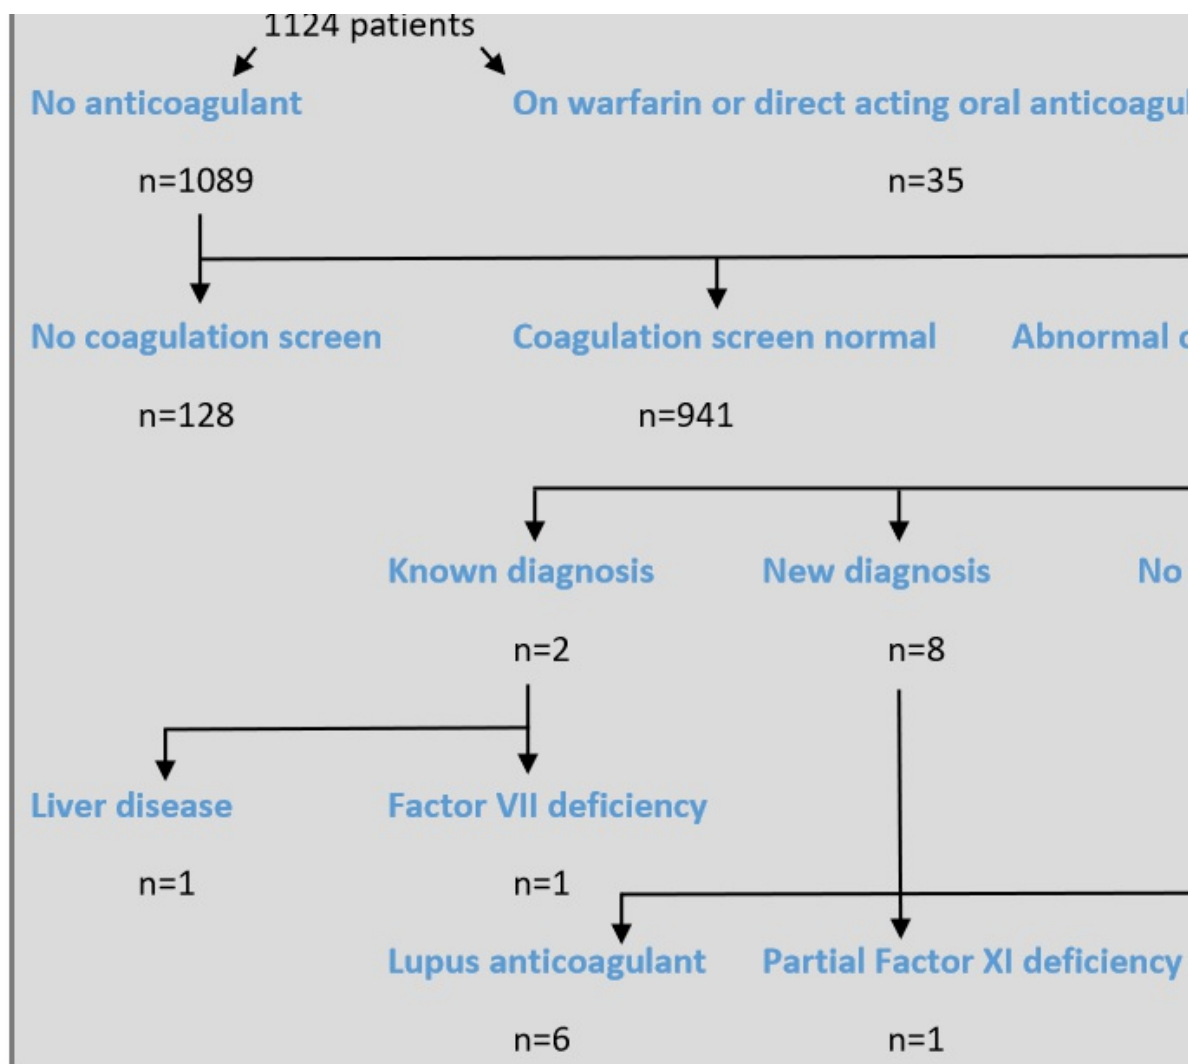 1124 patients
No anticoagulant On warfarin or direct acting oral
n=1089 n=35
No coagulation screen Coagulation screen normal Abnormal
n=128 n=941
Known diagnosis New diagnosis No
n=2 n=8
Liver disease Factor VII deficiency
n=1 n=1
Lupus anticoagulant Partial Factor XI deficiency
n=6 n=1